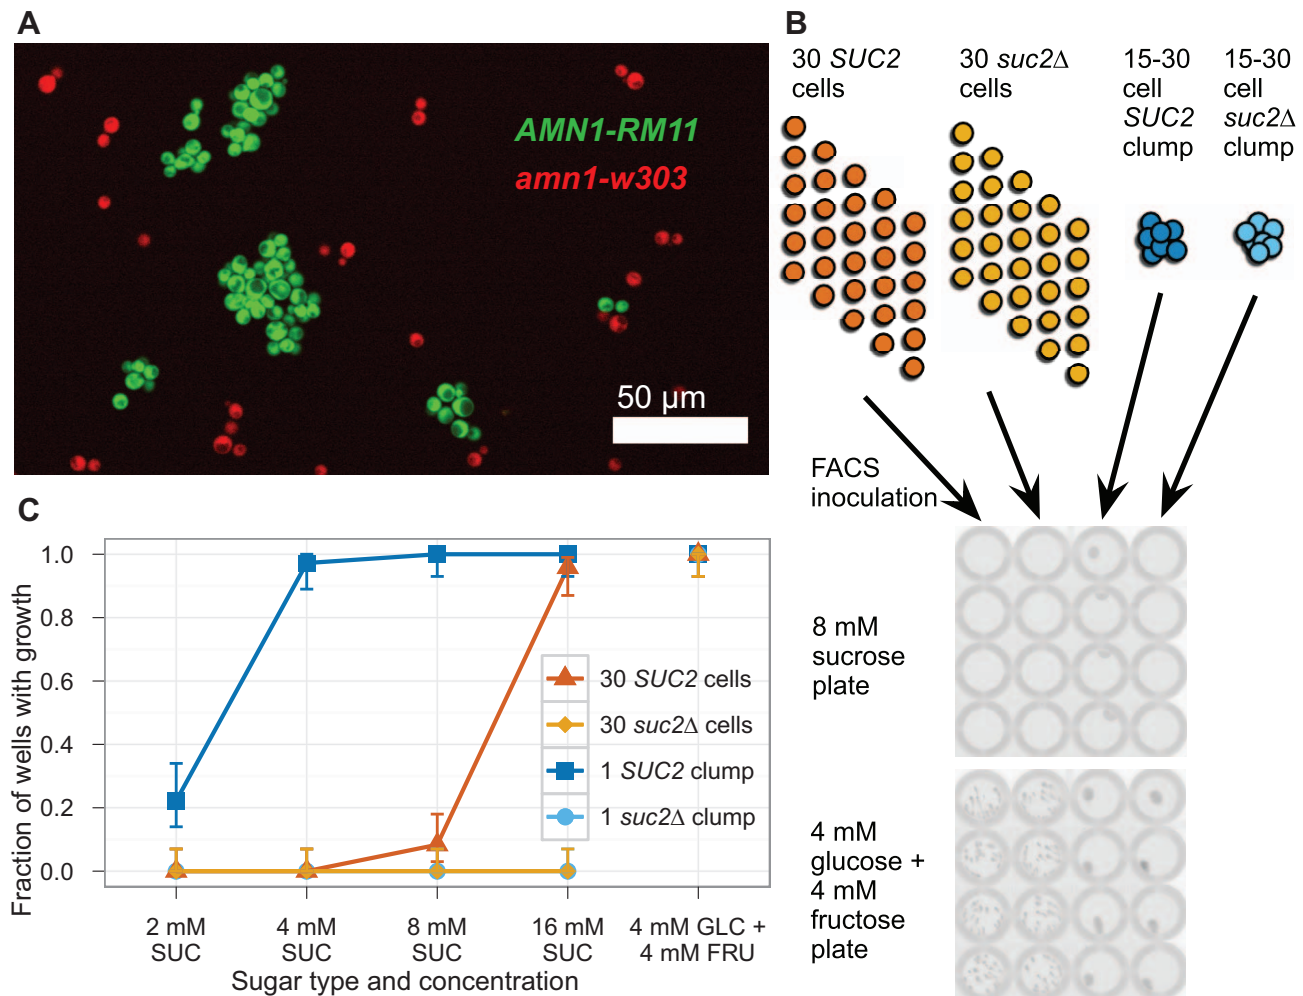 A
AMN1-RM11
amn1-w303
50 µm
B
30 SUC2
cells
30 suc2Δ
cells
15-30
cell
SUC2
clump
15-30
cell
suc2Δ
clump
FACS
inoculation
8 mM
sucrose
plate
4 mM
glucose +
4 mM
fructose
plate
C
Fraction of wells with growth
1.0
0.8
0.6
0.4
0.2
0.0
30 SUC2 cells
30 suc2Δ cells
1 SUC2 clump
1 suc2Δ clump
2 mM
SUC
4 mM
SUC
8 mM
SUC
16 mM
SUC
4 mM GLC +
4 mM FRU
Sugar type and concentration